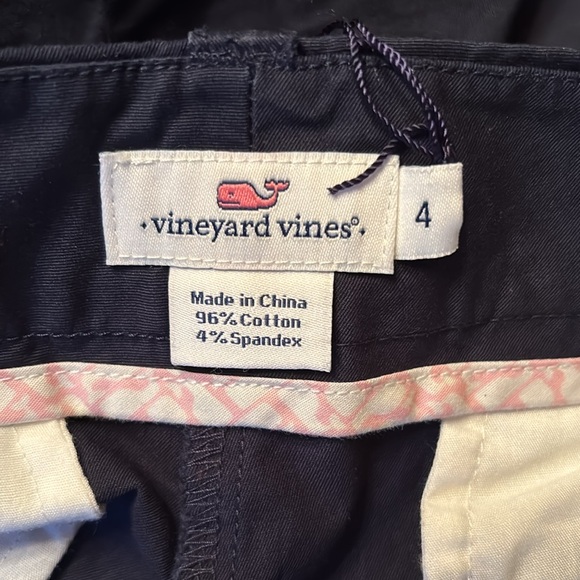 ·vineyard vines®·
4
Made in China
96% Cotton
4% Spandex